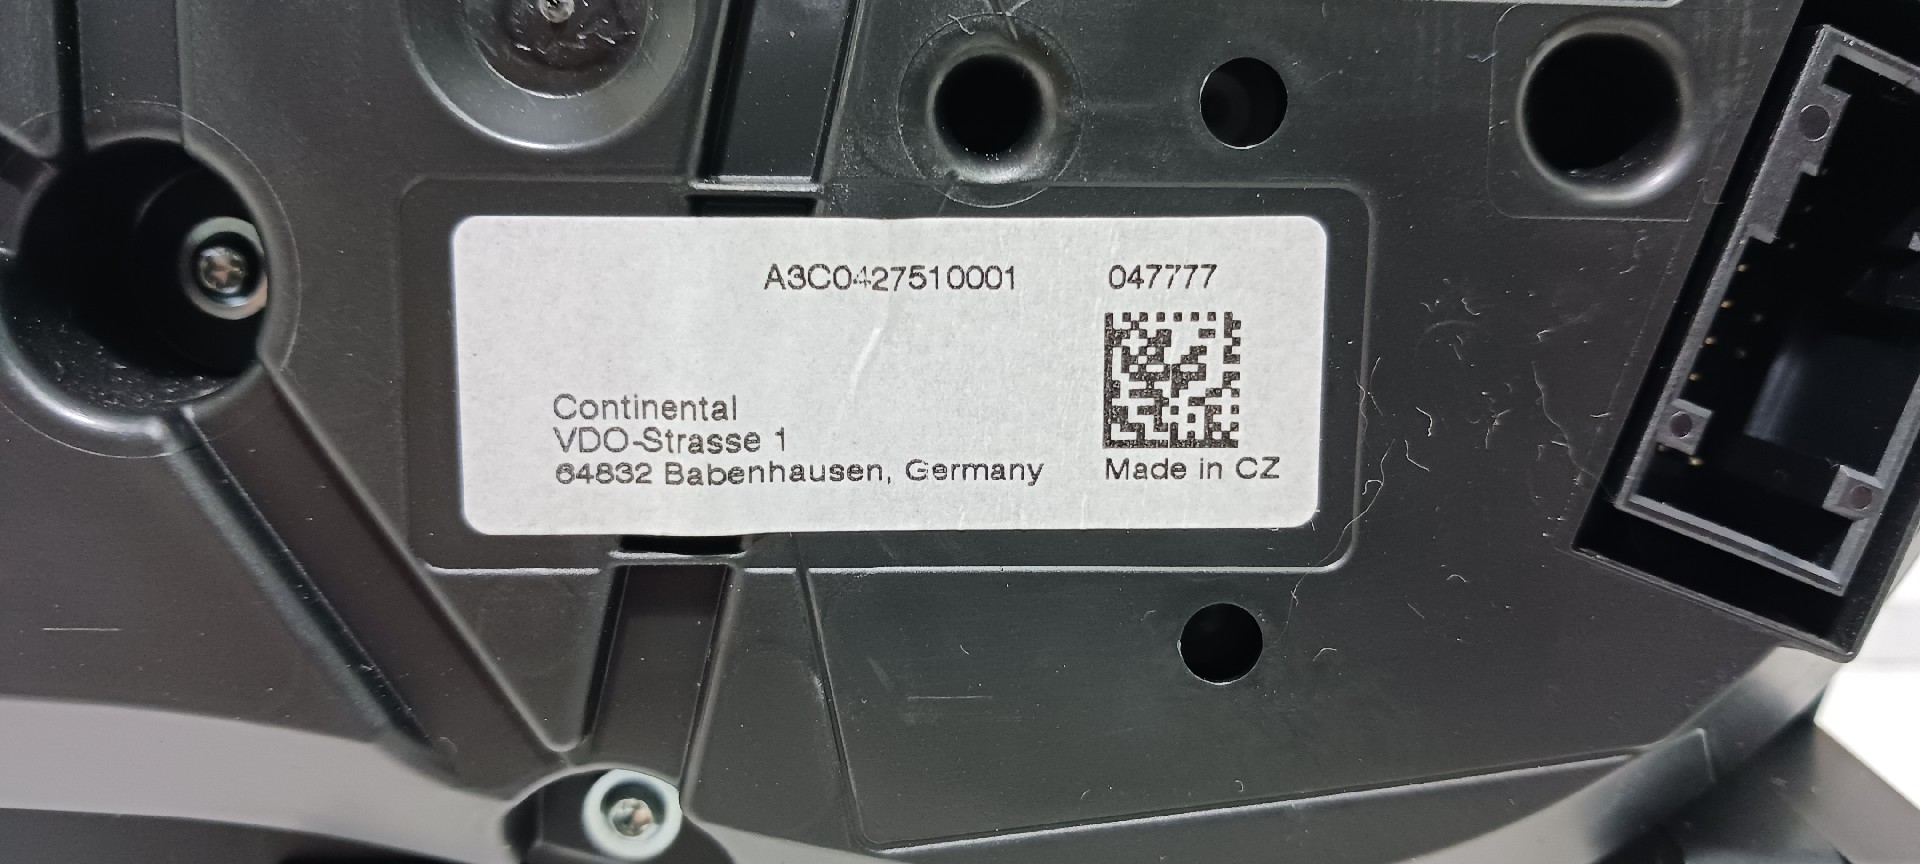 A3C0427510001 047777
Continental
VDO-Strasse 1
64832 Babenhausen, Germany Made in CZ